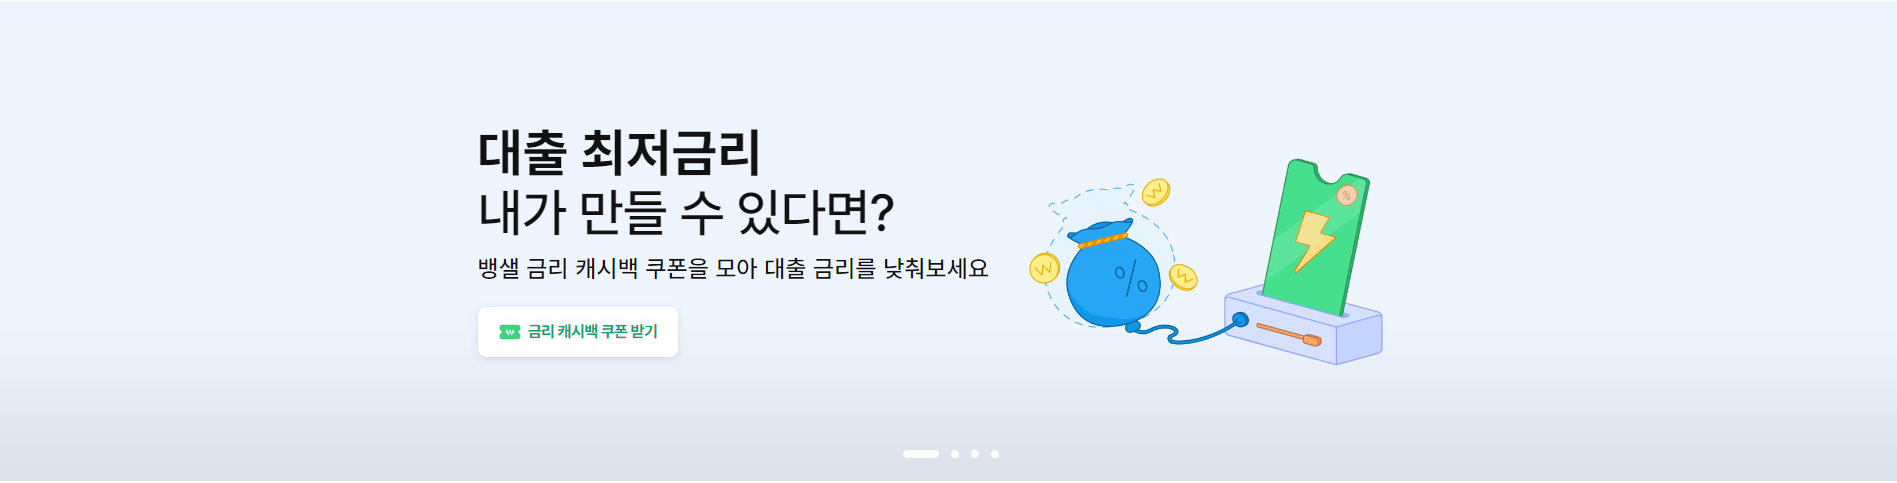 대출 최저금리
내가 만들 수 있다면?
뱅샐 금리 캐시백 쿠폰을 모아 대출 금리를 낮춰보세요
금리 캐시백 쿠폰 받기